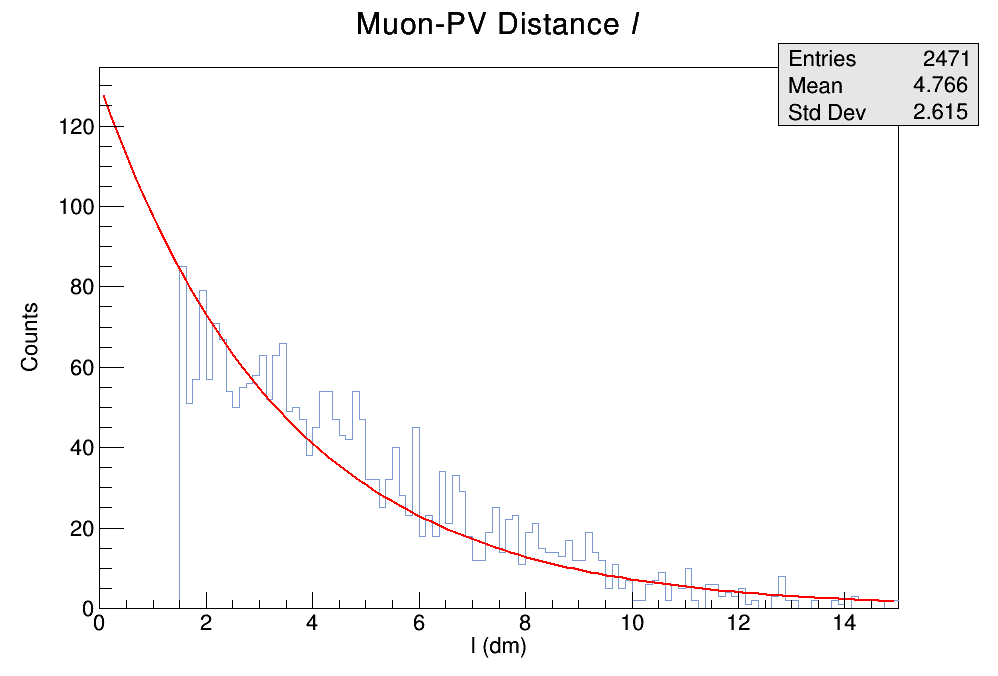 Muon-PV Distance l
Entries 2471
Mean 4.766
Std Dev 2.615
120
100
80
60
40
20
0
Counts
0 2 4 6 8 10 12 14
l (dm)